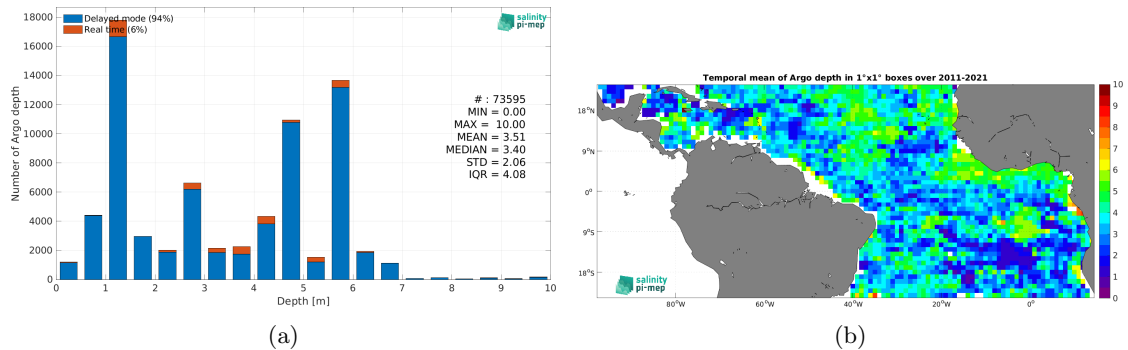 Delayed mode (94%)
Real time (6%)
salinity
pi-mep
18000
16000
14000
12000
10000
8000
6000
4000
2000
0
Number of Argo depth
# : 73595
MIN = 0.00
MAX = 10.00
MEAN = 3.51
MEDIAN = 3.40
STD = 2.06
IQR = 4.08
0 1 2 3 4 5 6 7 8 9 10
Depth [m]
(a)
Temporal mean of Argo depth in 1°x1° boxes over 2011-2021
18°N
9°N
0°
9°S
18°S
80°W 60°W 40°W 20°W 0°
salinity
pi-mep
10
9
8
7
6
5
4
3
2
1
0
(b)